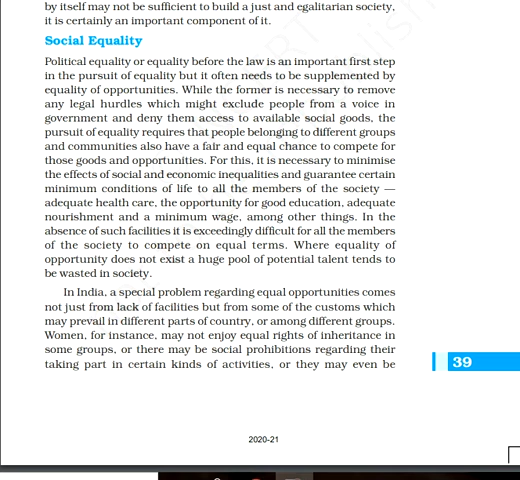 by itself may not be sufficient to build a just and egalitarian society,
it is certainly an important component of it.
Social Equality
Political equality or equality before the law is an important first step
in the pursuit of equality but it often needs to be supplemented by
equality of opportunities. While the former is necessary to remove
any legal hurdles which might exclude people from a voice in
government and deny them access to available social goods, the
pursuit of equality requires that people belonging to different groups
and communities also have a fair and equal chance to compete for
those goods and opportunities. For this, it is necessary to minimise
the effects of social and economic inequalities and guarantee certain
minimum conditions of life to all the members of the society —
adequate health care, the opportunity for good education, adequate
nourishment and a minimum wage, among other things. In the
absence of such facilities it is exceedingly difficult for all the members
of the society to compete on equal terms. Where equality of
opportunity does not exist a huge pool of potential talent tends to
be wasted in society.
In India, a special problem regarding equal opportunities comes
not just from lack of facilities but from some of the customs which
may prevail in different parts of country, or among different groups.
Women, for instance, may not enjoy equal rights of inheritance in
some groups, or there may be social prohibitions regarding their
taking part in certain kinds of activities, or they may even be
39
2020-21